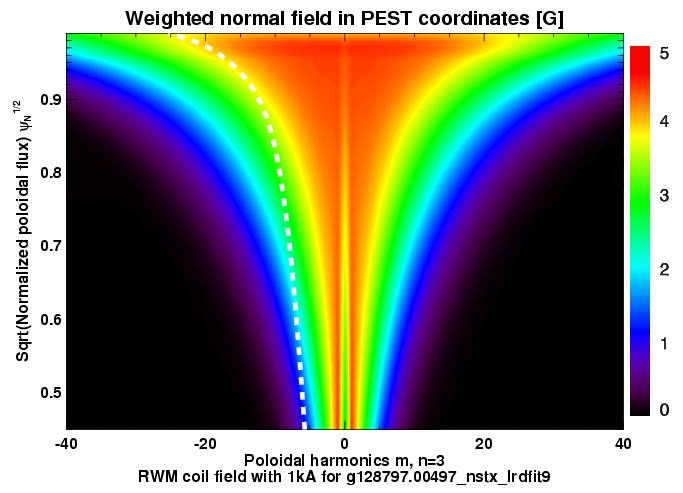 Weighted normal field in PEST coordinates [G]
Sqrt(Normalized poloidal flux) ψN^1/2
0.9
0.8
0.7
0.6
0.5
-40 -20 0 20 40
5
4
3
2
1
0
Poloidal harmonics m, n=3
RWM coil field with 1kA for g128797.00497_nstx_lrdfit9